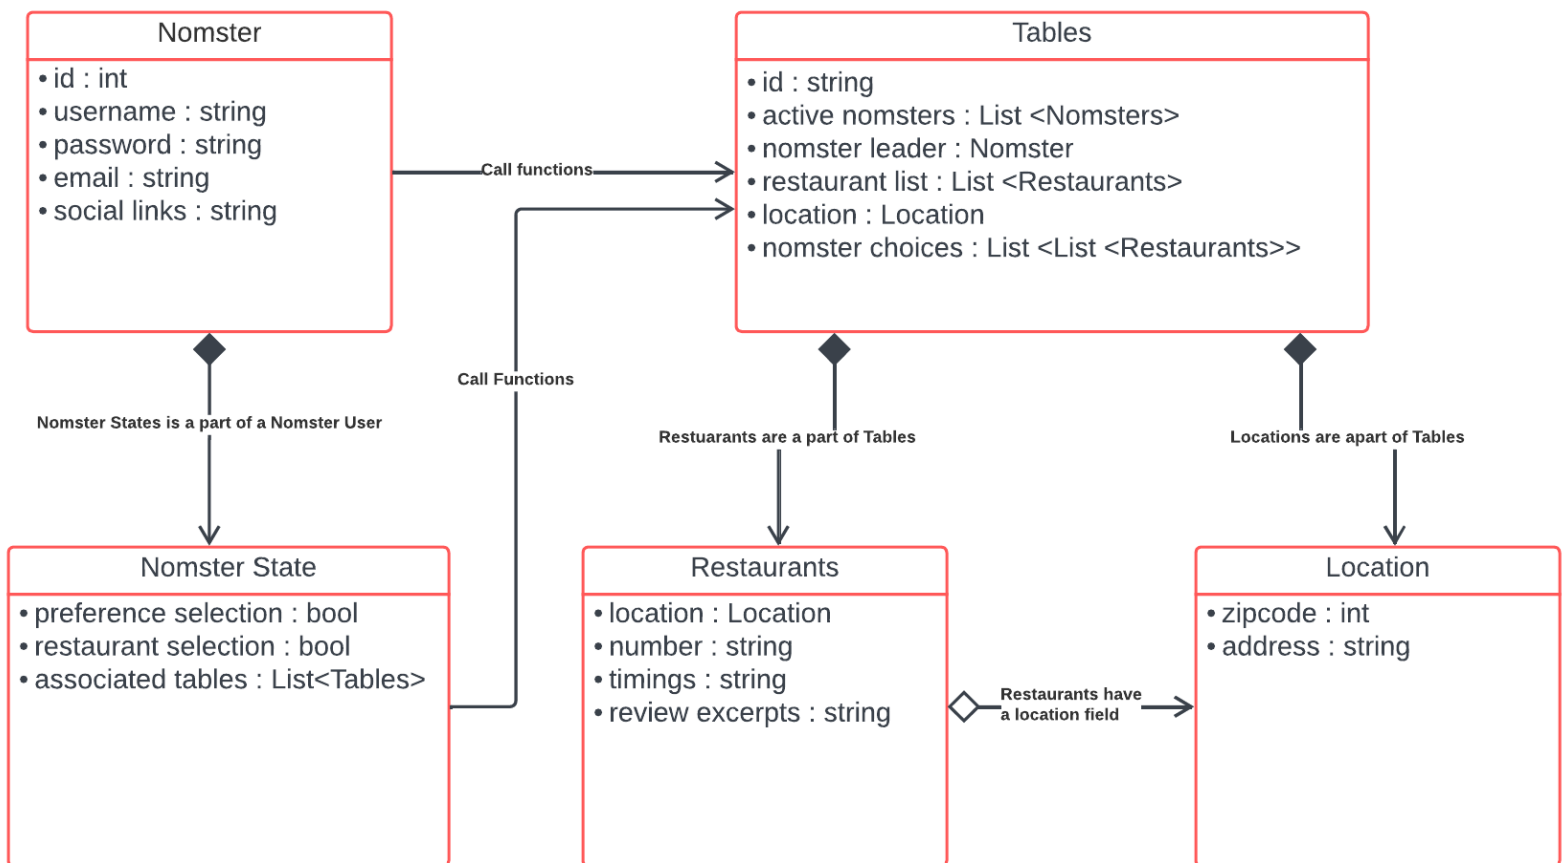 Nomster
• id : int
• username : string
• password : string
• email : string
• social links : string
Call functions
Tables
• id : string
• active nomsters : List <Nomsters>
• nomster leader : Nomster
• restaurant list : List <Restaurants>
• location : Location
• nomster choices : List <List <Restaurants>>
Call Functions
Nomster States is a part of a Nomster User
Restuarants are a part of Tables
Locations are apart of Tables
Nomster State
• preference selection : bool
• restaurant selection : bool
• associated tables : List<Tables>
Restaurants
• location : Location
• number : string
• timings : string
• review excerpts : string
Restaurants have
a location field
Location
• zipcode : int
• address : string